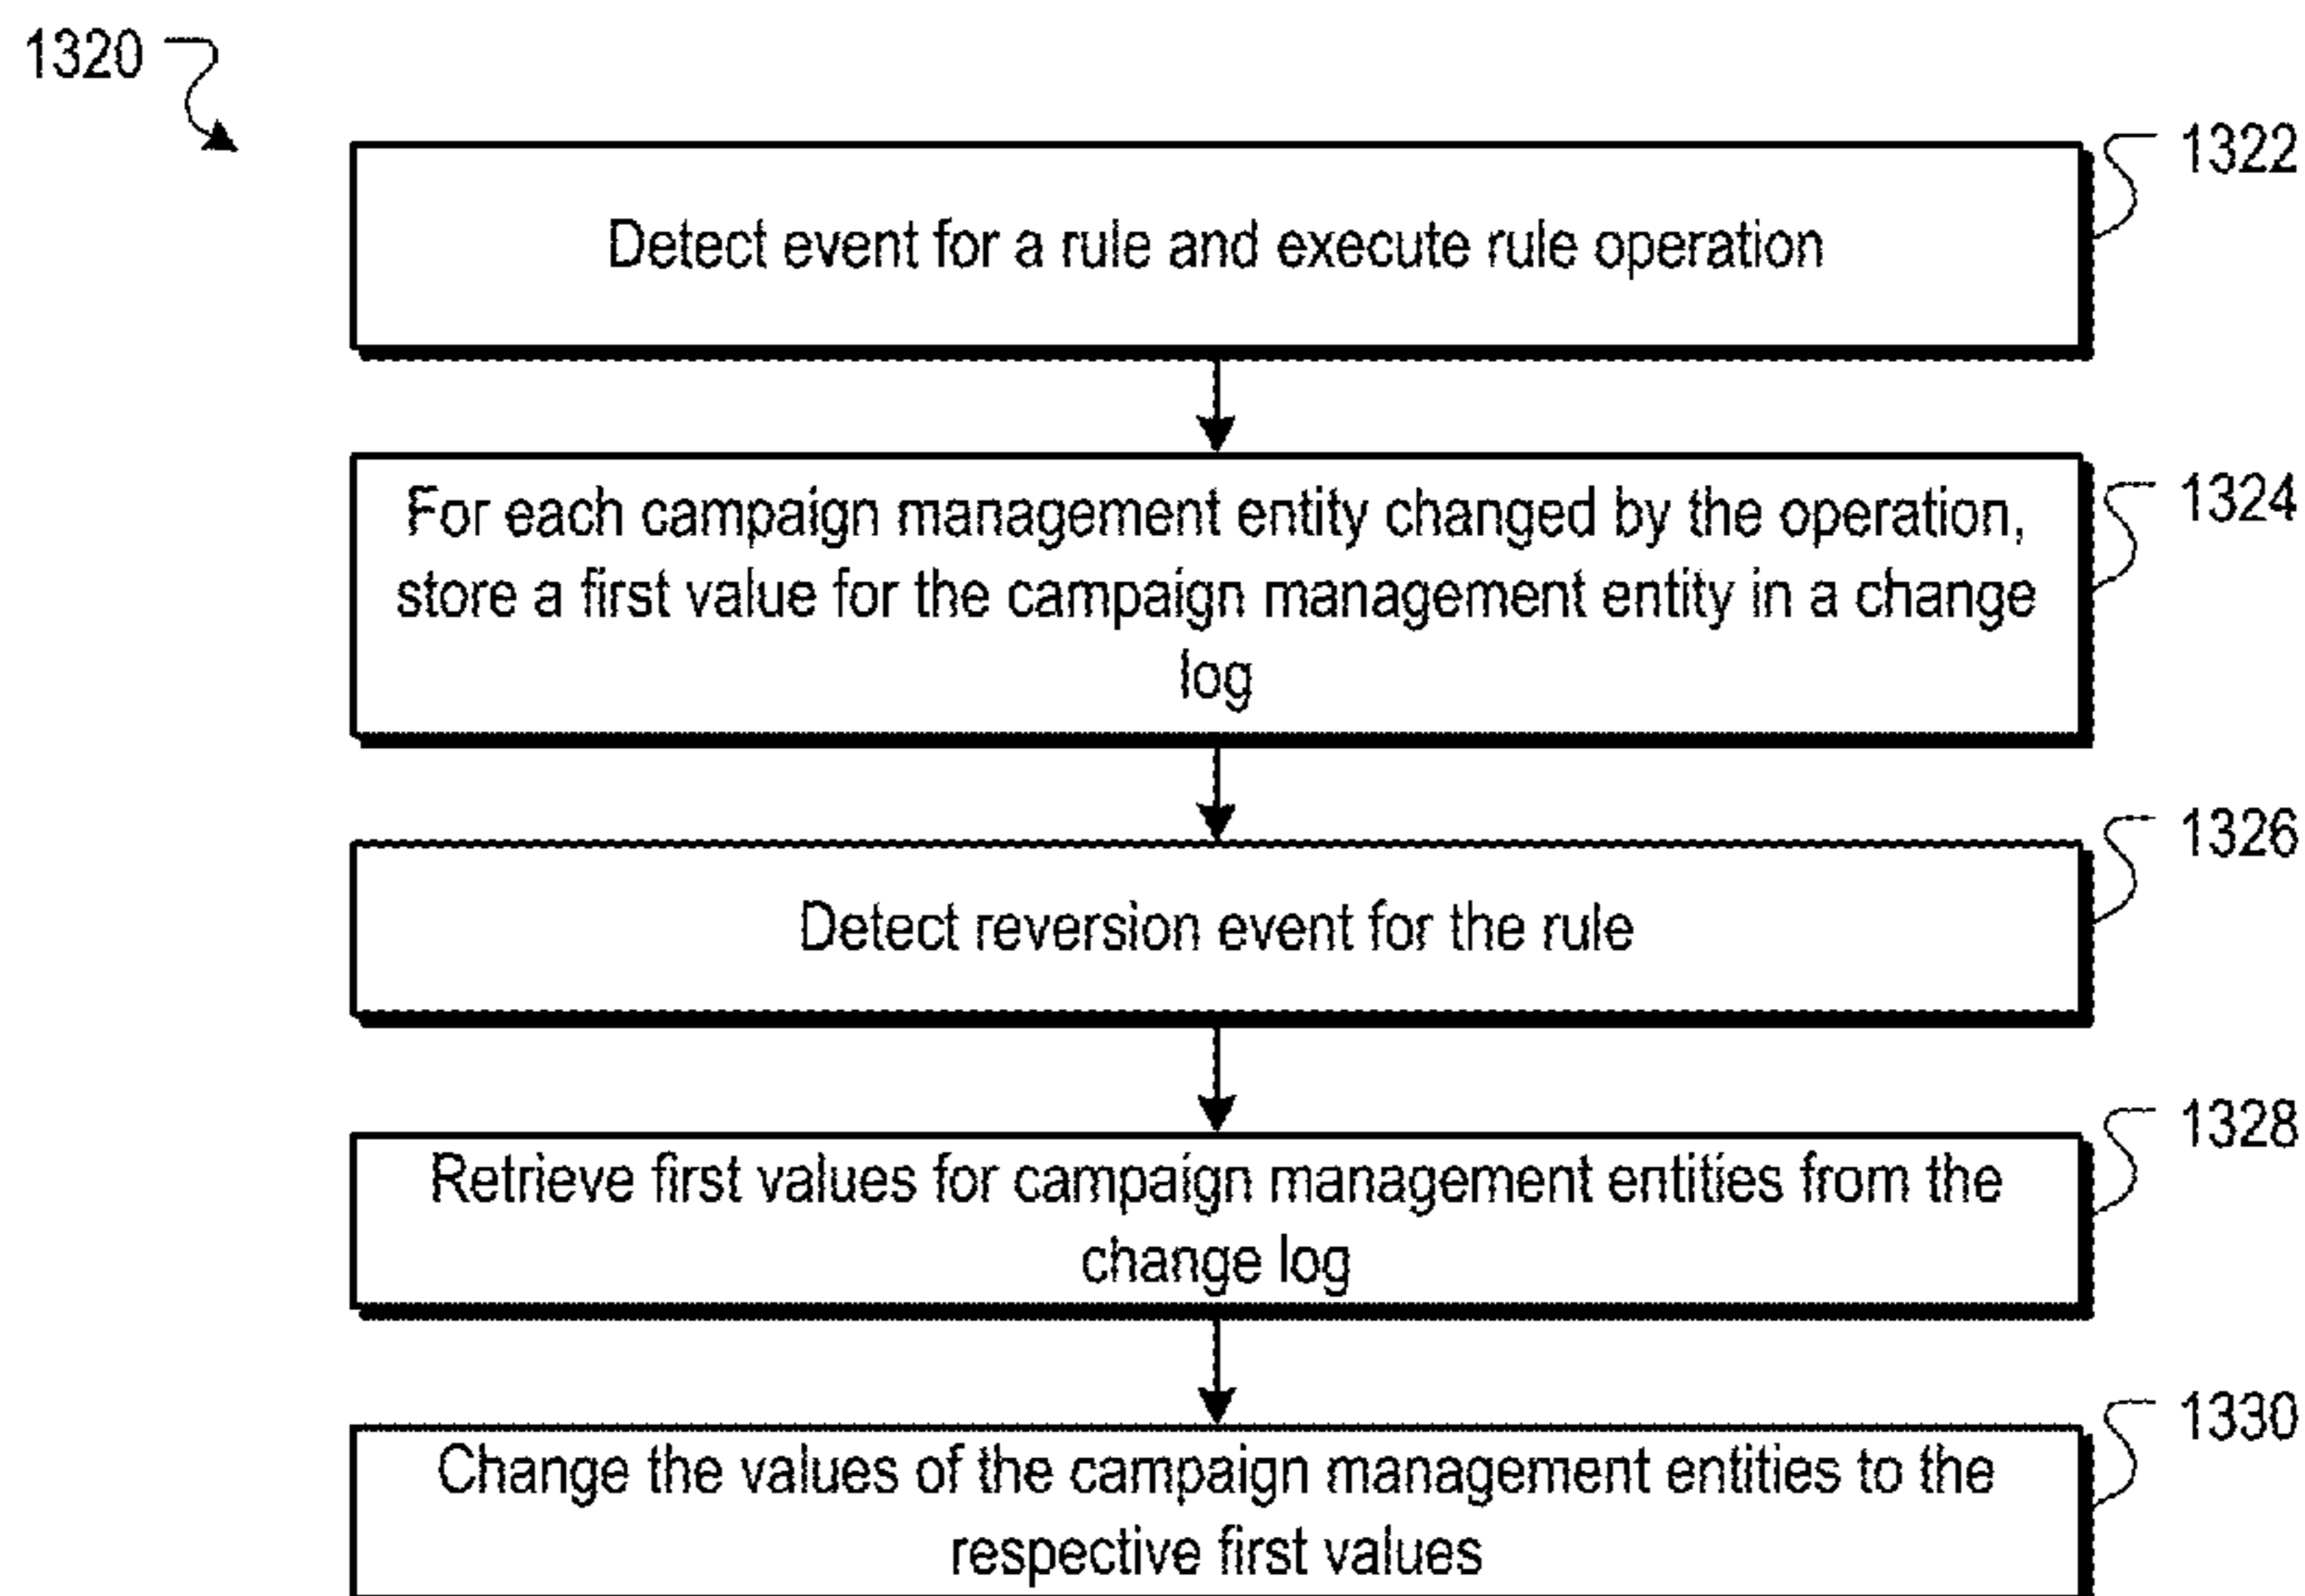 1320
1322
Detect event for a rule and execute rule operation
1324
For each campaign management entity changed by the operation,
store a first value for the campaign management entity in a change
log
1326
Detect reversion event for the rule
1328
Retrieve first values for campaign management entities from the
change log
1330
Change the values of the campaign management entities to the
respective first values